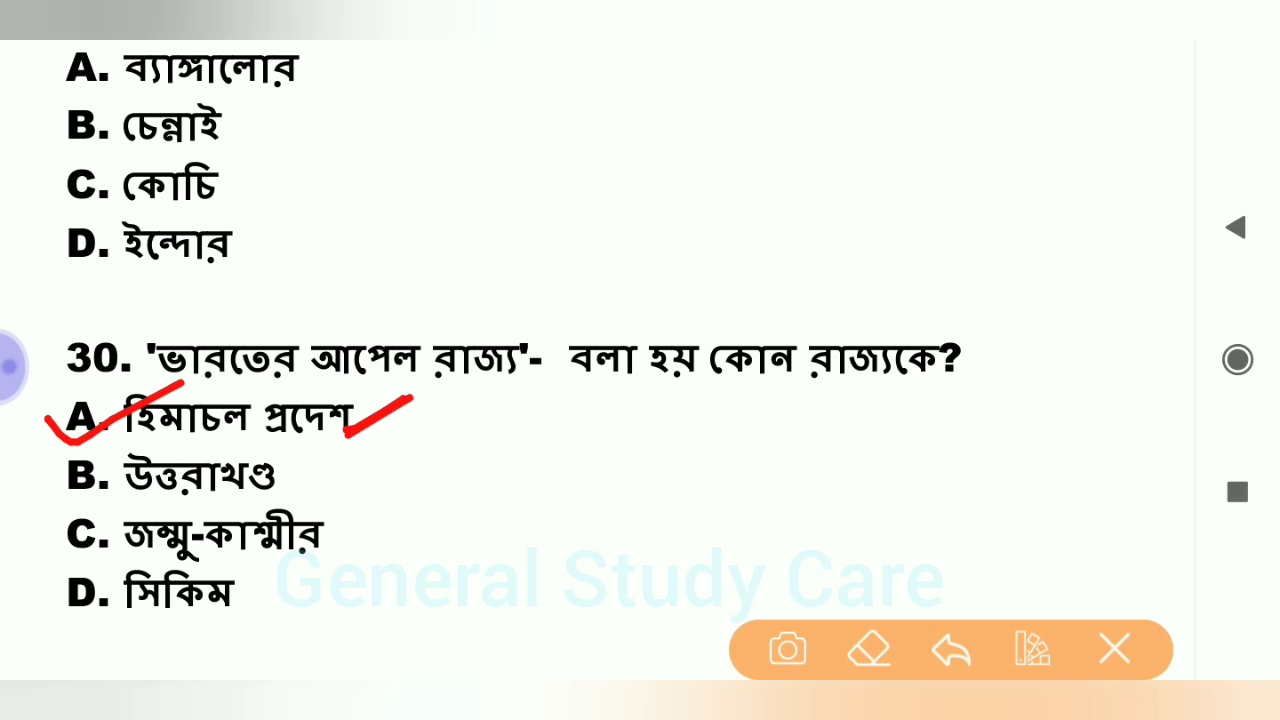 A. ব্যাঙ্গালোর
B. চেন্নাই
C. কোচি
D. ইন্দোর
30. 'ভারতের আপেল রাজ্য'- বলা হয় কোন রাজ্যকে?
A. হিমাচল প্রদেশ
B. উত্তরাখণ্ড
C. জম্মু-কাশ্মীর
D. সিকিম
General Study Care